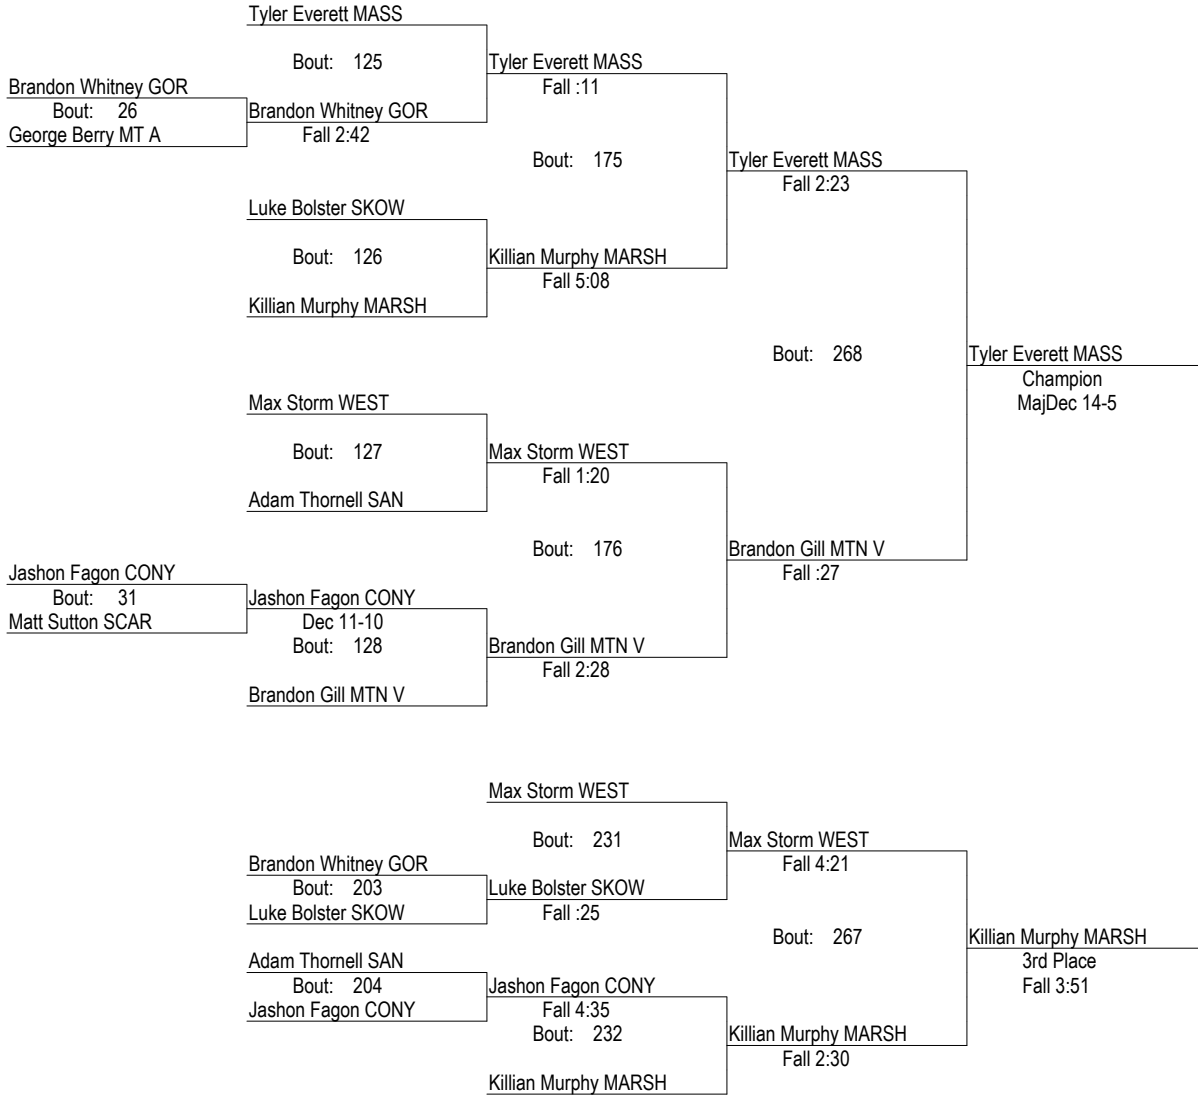 Tyler Everett MASS
Bout: 125
Tyler Everett MASS
Fall :11
Brandon Whitney GOR
Bout: 26
George Berry MT A
Brandon Whitney GOR
Fall 2:42
Bout: 175
Tyler Everett MASS
Fall 2:23
Luke Bolster SKOW
Bout: 126
Killian Murphy MARSH
Fall 5:08
Killian Murphy MARSH
Bout: 268
Tyler Everett MASS
Champion
MajDec 14-5
Max Storm WEST
Bout: 127
Max Storm WEST
Fall 1:20
Adam Thornell SAN
Bout: 176
Brandon Gill MTN V
Fall :27
Jashon Fagon CONY
Bout: 31
Matt Sutton SCAR
Jashon Fagon CONY
Dec 11-10
Bout: 128
Brandon Gill MTN V
Fall 2:28
Brandon Gill MTN V
Max Storm WEST
Bout: 231
Max Storm WEST
Fall 4:21
Brandon Whitney GOR
Bout: 203
Luke Bolster SKOW
Luke Bolster SKOW
Fall :25
Bout: 267
Killian Murphy MARSH
3rd Place
Fall 3:51
Adam Thornell SAN
Bout: 204
Jashon Fagon CONY
Jashon Fagon CONY
Fall 4:35
Bout: 232
Killian Murphy MARSH
Fall 2:30
Killian Murphy MARSH